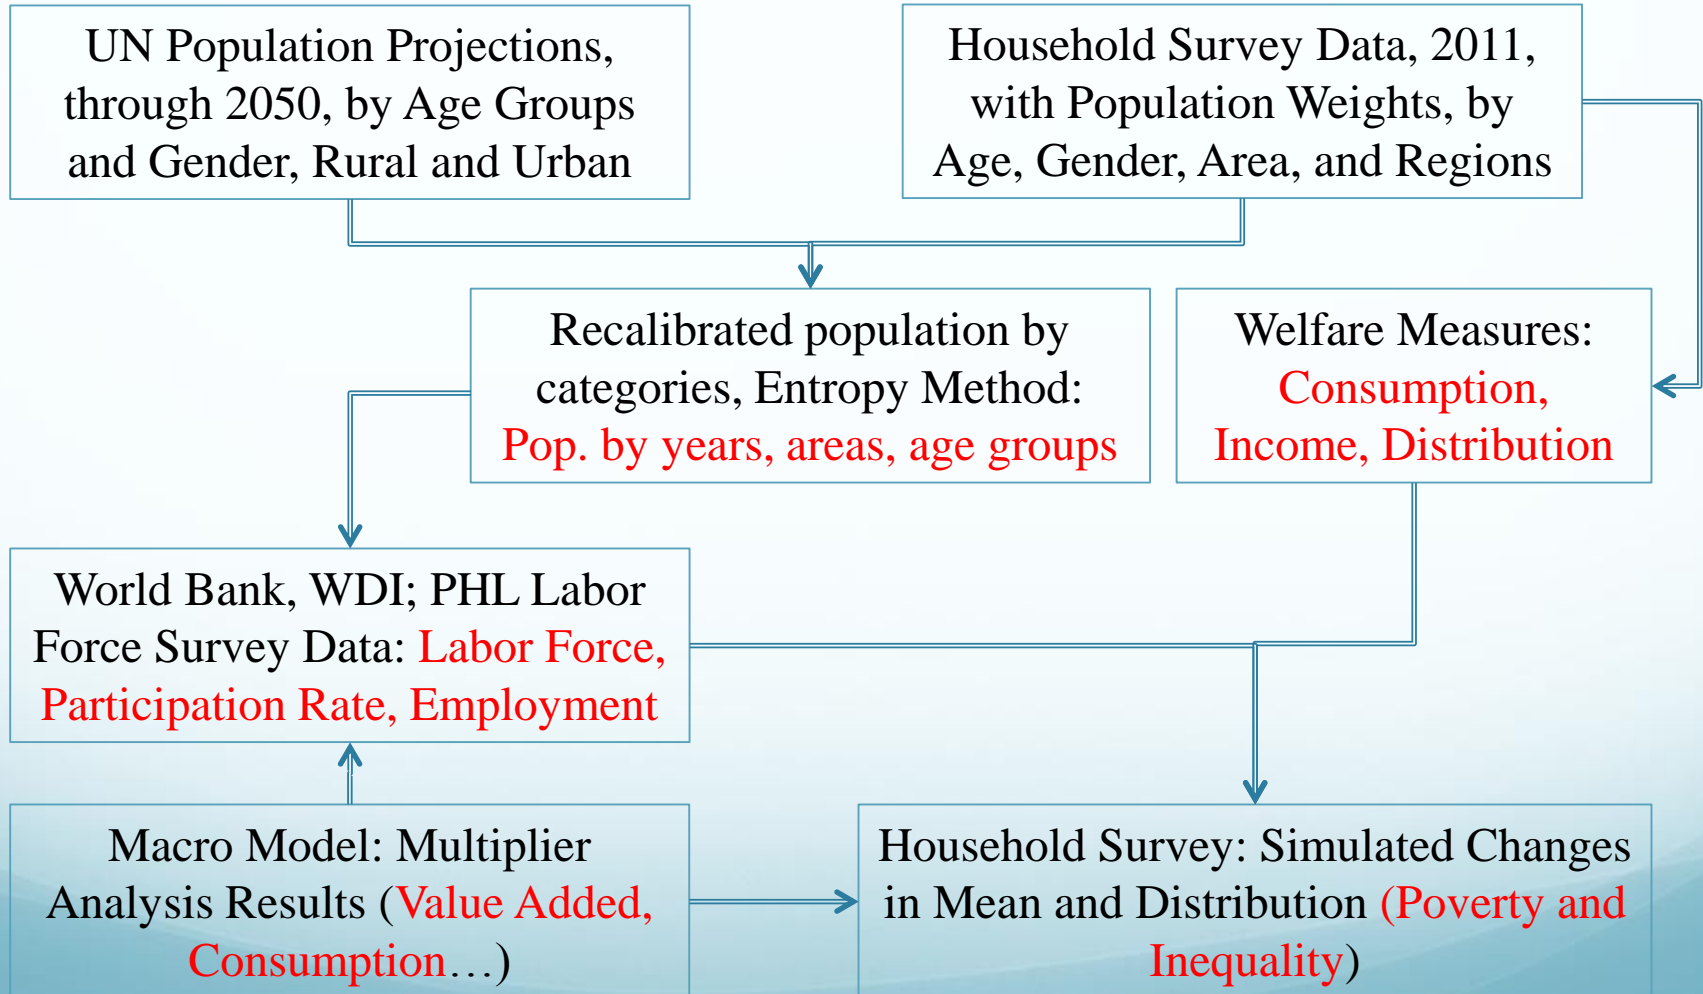 UN Population Projections,
through 2050, by Age Groups
and Gender, Rural and Urban
Household Survey Data, 2011,
with Population Weights, by
Age, Gender, Area, and Regions
Recalibrated population by
categories, Entropy Method:
Pop. by years, areas, age groups
Welfare Measures:
Consumption,
Income, Distribution
World Bank, WDI; PHL Labor
Force Survey Data: Labor Force,
Participation Rate, Employment
Macro Model: Multiplier
Analysis Results (Value Added,
Consumption…)
Household Survey: Simulated Changes
in Mean and Distribution (Poverty and
Inequality)